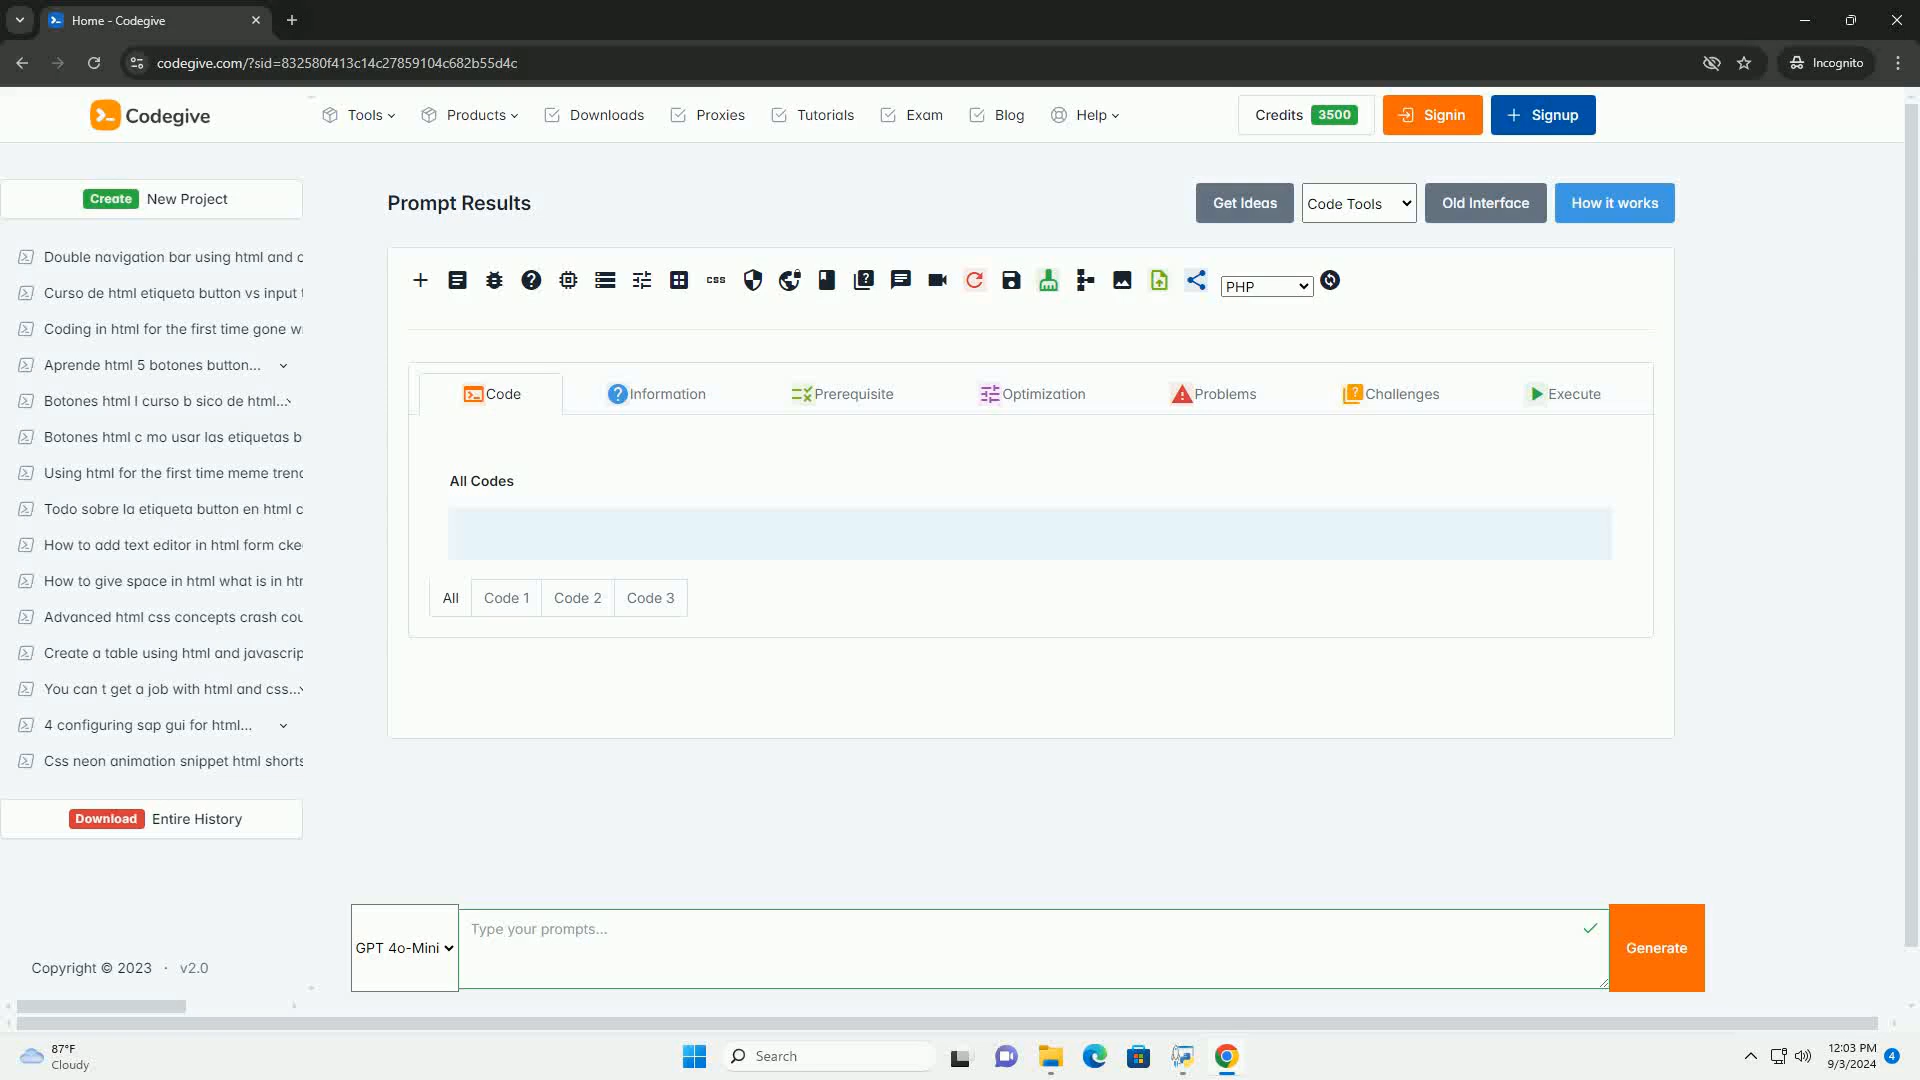 Home - Codegive
codegive.com/?sid=832580f413c14c27859104c682b55d4c
Incognito
Codegive
Tools
Products
Downloads
Proxies
Tutorials
Exam
Blog
Help
Credits 3500
Signin
Signup
Create New Project
Prompt Results
Get Ideas
Code Tools
Old Interface
How it works
Double navigation bar using html and c
Curso de html etiqueta button vs input t
Coding in html for the first time gone w
Aprende html 5 botones button...
Botones html l curso b sico de html...
Botones html c mo usar las etiquetas b
Using html for the first time meme trend
Todo sobre la etiqueta button en html c
How to add text editor in html form cke
How to give space in html what is in htm
Advanced html css concepts crash cou
Create a table using html and javascrip
You can t get a job with html and css...
4 configuring sap gui for html...
Css neon animation snippet html shorts
Download Entire History
css
PHP
Code
Information
Prerequisite
Optimization
Problems
Challenges
Execute
All Codes
All
Code 1
Code 2
Code 3
GPT 4o-Mini
Type your prompts...
Generate
Copyright © 2023 · v2.0
87°F
Cloudy
Search
12:03 PM
9/3/2024
4